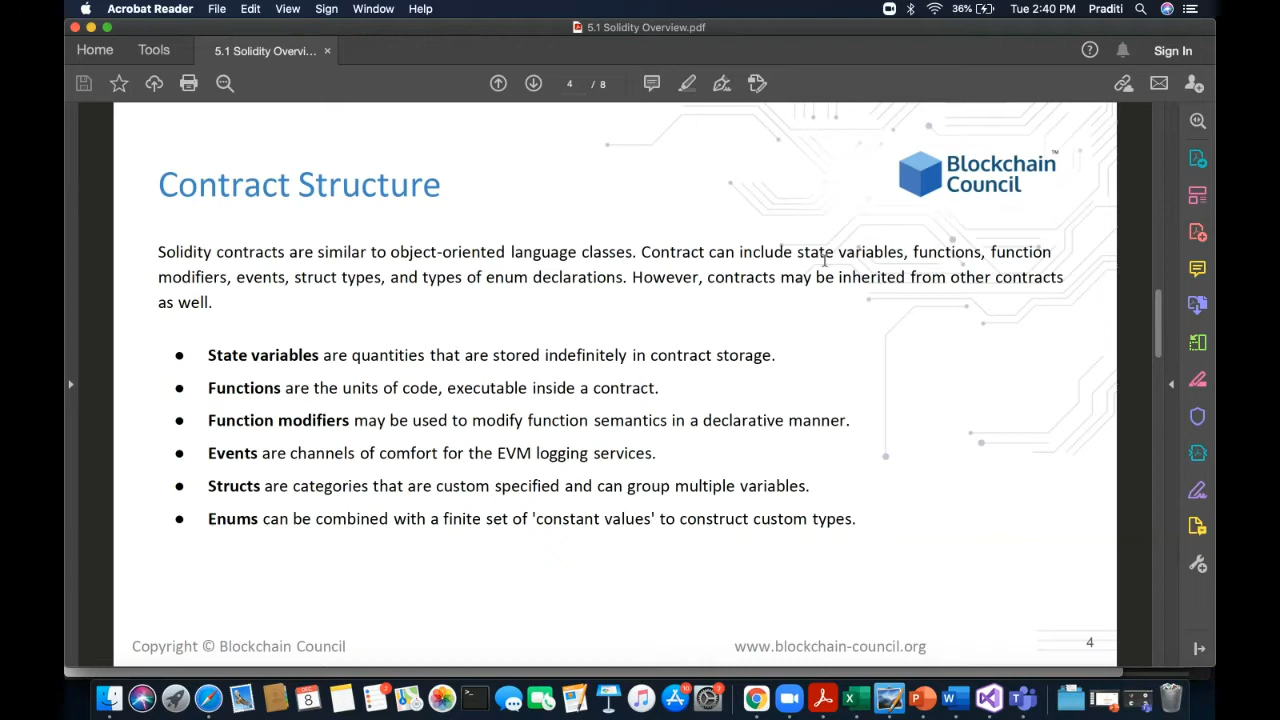 Acrobat Reader File Edit View Sign Window Help 36% Tue 2:40 PM Praditi
5.1 Solidity Overview.pdf
Home Tools 5.1 Solidity Overvi... × Sign In
4 / 8
Blockchain Council ™
Contract Structure
Solidity contracts are similar to object-oriented language classes. Contract can include state variables, functions, function
modifiers, events, struct types, and types of enum declarations. However, contracts may be inherited from other contracts
as well.
● State variables are quantities that are stored indefinitely in contract storage.
● Functions are the units of code, executable inside a contract.
● Function modifiers may be used to modify function semantics in a declarative manner.
● Events are channels of comfort for the EVM logging services.
● Structs are categories that are custom specified and can group multiple variables.
● Enums can be combined with a finite set of 'constant values' to construct custom types.
Copyright © Blockchain Council www.blockchain-council.org 4